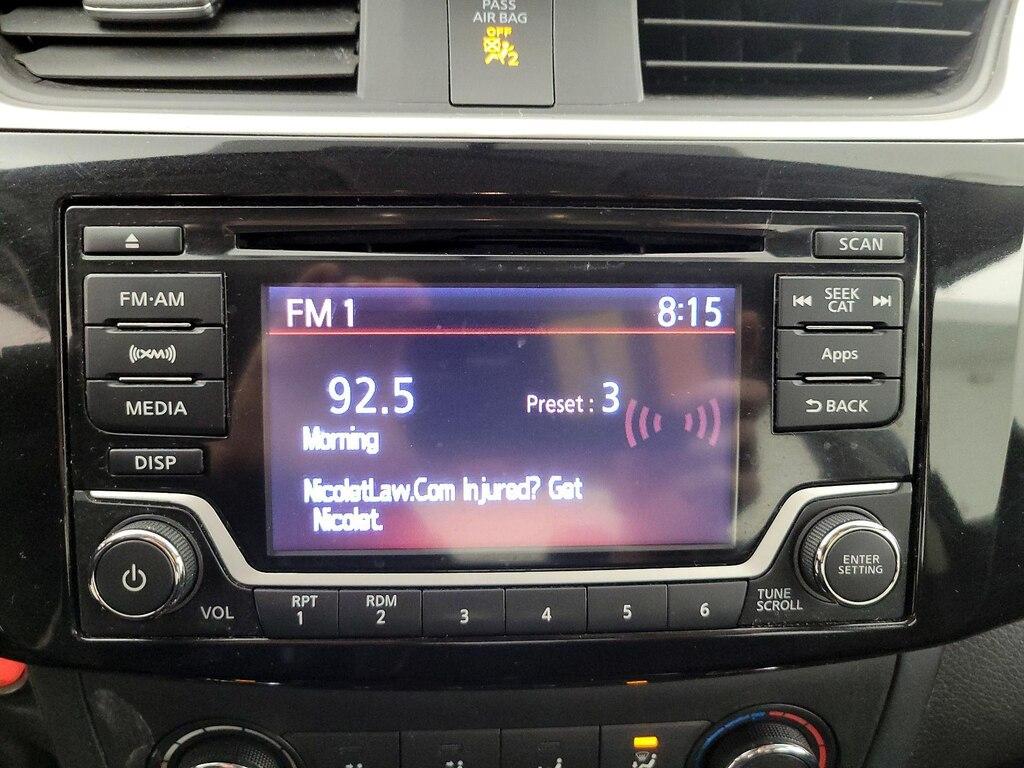 PASS
AIR BAG
OFF
2
SCAN
FM·AM
XM
MEDIA
DISP
FM 1 8:15
92.5 Preset : 3
Morning
NicoletLaw.Com Injured? Get
Nicolet.
SEEK
CAT
Apps
BACK
VOL
RPT
1
RDM
2
3
4
5
6
TUNE
SCROLL
ENTER
SETTING